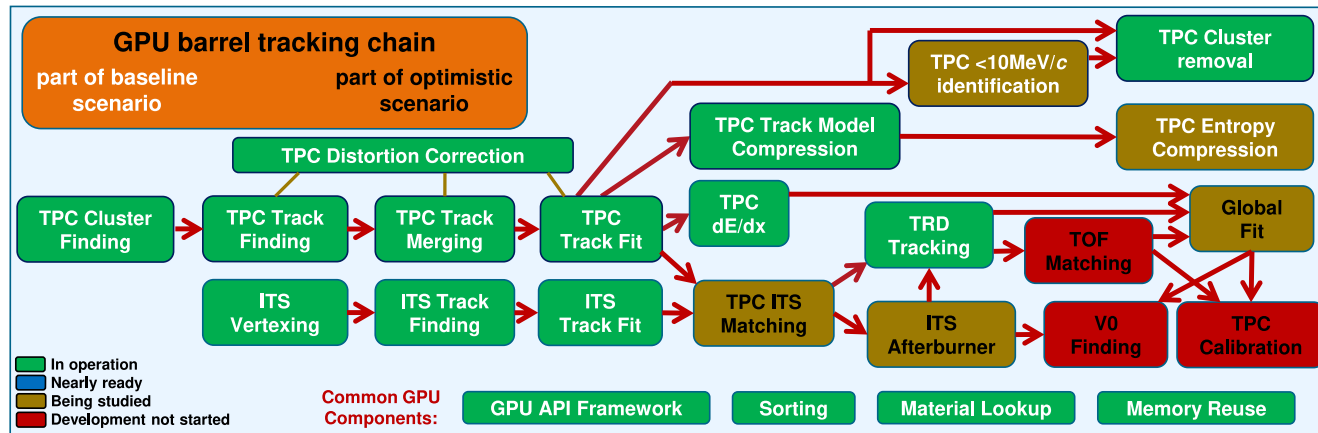 GPU barrel tracking chain
part of baseline
scenario
part of optimistic
scenario
TPC <10MeV/c
identification
TPC Cluster
removal
TPC Track Model
Compression
TPC Entropy
Compression
TPC Distortion Correction
TPC Cluster
Finding
TPC Track
Finding
TPC Track
Merging
TPC
Track Fit
TPC
dE/dx
TRD
Tracking
TOF
Matching
Global
Fit
ITS
Vertexing
ITS Track
Finding
ITS
Track Fit
TPC ITS
Matching
ITS
Afterburner
V0
Finding
TPC
Calibration
In operation
Nearly ready
Being studied
Development not started
Common GPU
Components:
GPU API Framework
Sorting
Material Lookup
Memory Reuse